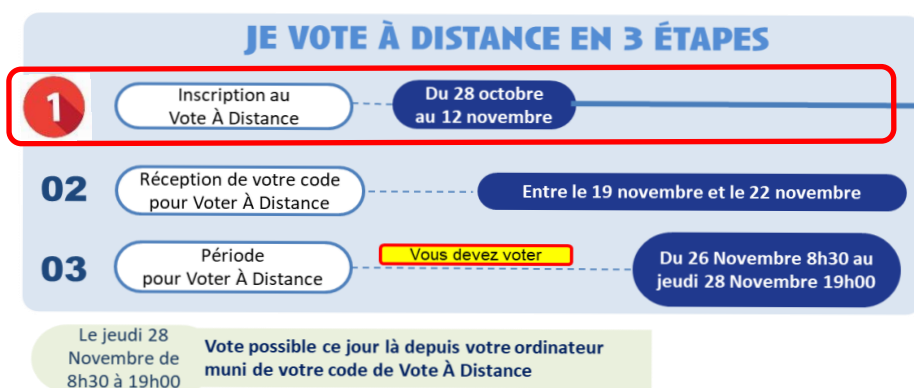 JE VOTE À DISTANCE EN 3 ÉTAPES
1
Inscription au
Vote À Distance
Du 28 octobre
au 12 novembre
02
Réception de votre code
pour Voter À Distance
Entre le 19 novembre et le 22 novembre
03
Période
pour Voter À Distance
Vous devez voter
Du 26 Novembre 8h30 au
jeudi 28 Novembre 19h00
Le jeudi 28
Novembre de
8h30 à 19h00
Vote possible ce jour là depuis votre ordinateur
muni de votre code de Vote À Distance